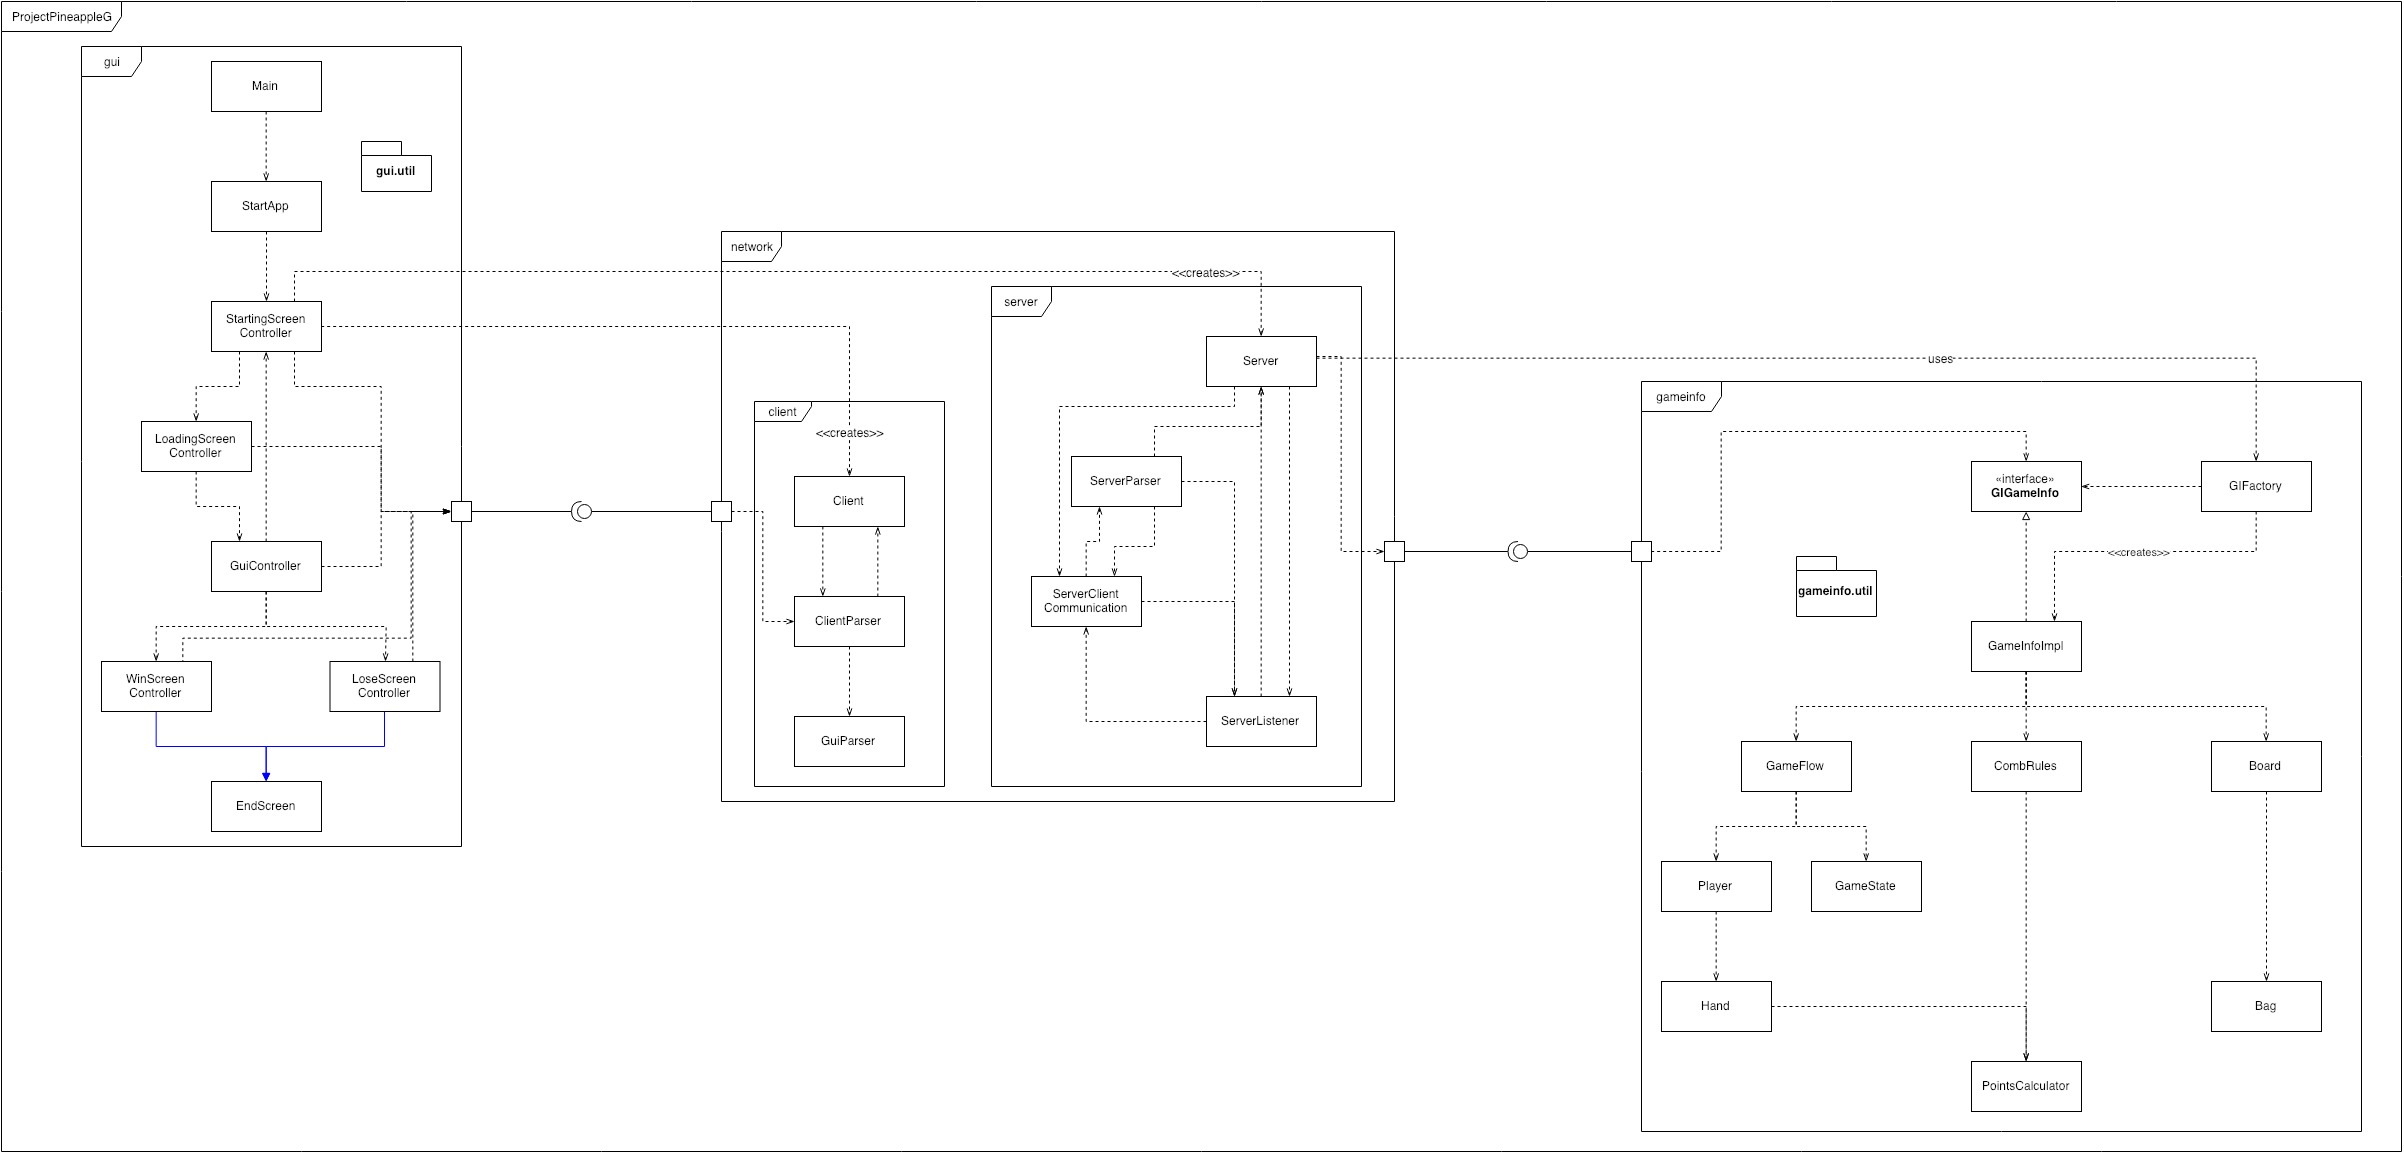 ProjectPineappleG
gui
Main
gui.util
StartApp
StartingScreen
Controller
LoadingScreen
Controller
GuiController
WinScreen
Controller
LoseScreen
Controller
EndScreen
network
<<creates>>
server
Server
client
<<creates>>
Client
ClientParser
GuiParser
ServerParser
ServerClient
Communication
ServerListener
uses
gameinfo
«interface»
GIGameInfo
GIFactory
<<creates>>
gameinfo.util
GameInfoImpl
GameFlow
CombRules
Board
Player
GameState
Hand
Bag
PointsCalculator